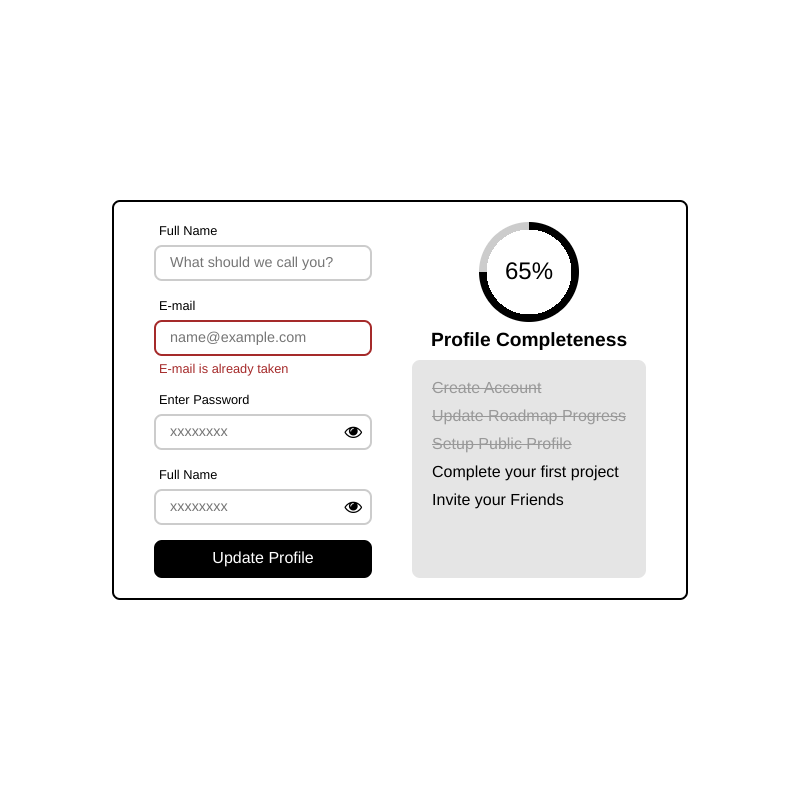 Full Name
What should we call you?
E-mail
name@example.com
E-mail is already taken
Enter Password
xxxxxxxx
Full Name
xxxxxxxx
Update Profile
65%
Profile Completeness
Create Account
Update Roadmap Progress
Setup Public Profile
Complete your first project
Invite your Friends